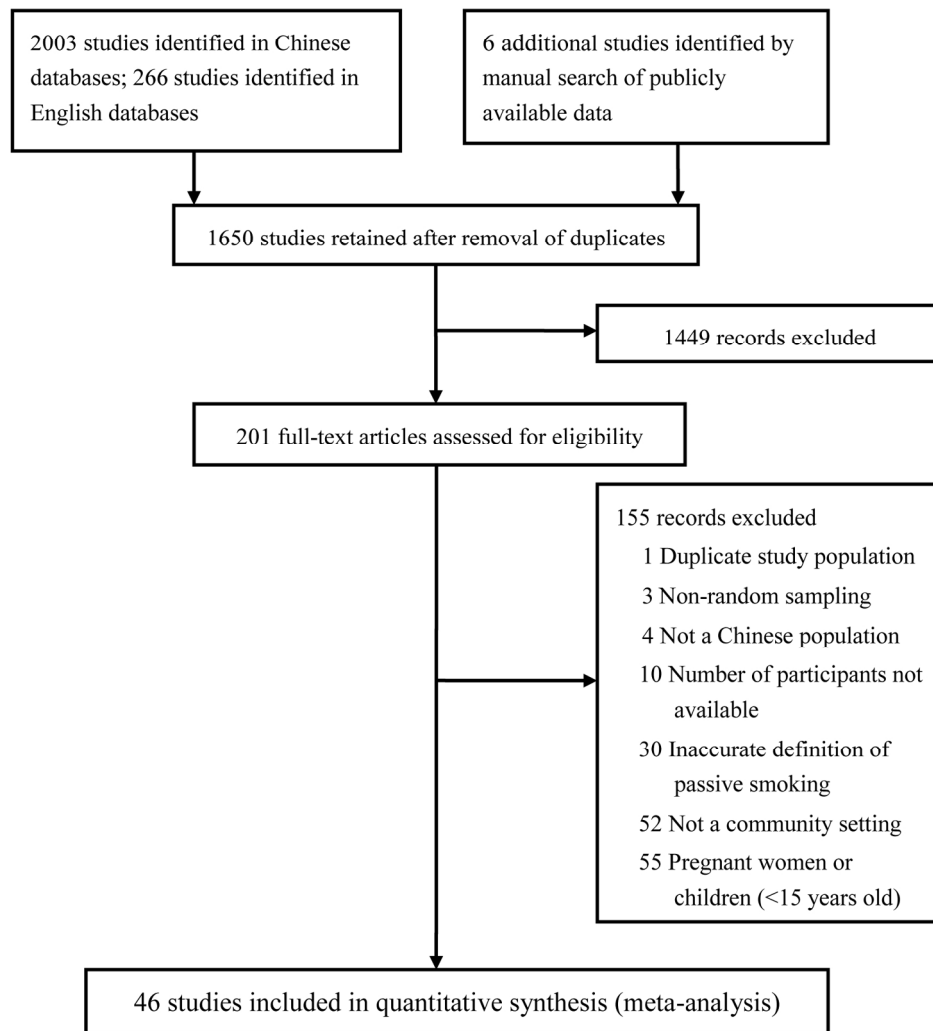 2003 studies identified in Chinese
databases; 266 studies identified in
English databases
6 additional studies identified by
manual search of publicly
available data
1650 studies retained after removal of duplicates
1449 records excluded
201 full-text articles assessed for eligibility
155 records excluded
1 Duplicate study population
3 Non-random sampling
4 Not a Chinese population
10 Number of participants not
available
30 Inaccurate definition of
passive smoking
52 Not a community setting
55 Pregnant women or
children (<15 years old)
46 studies included in quantitative synthesis (meta-analysis)